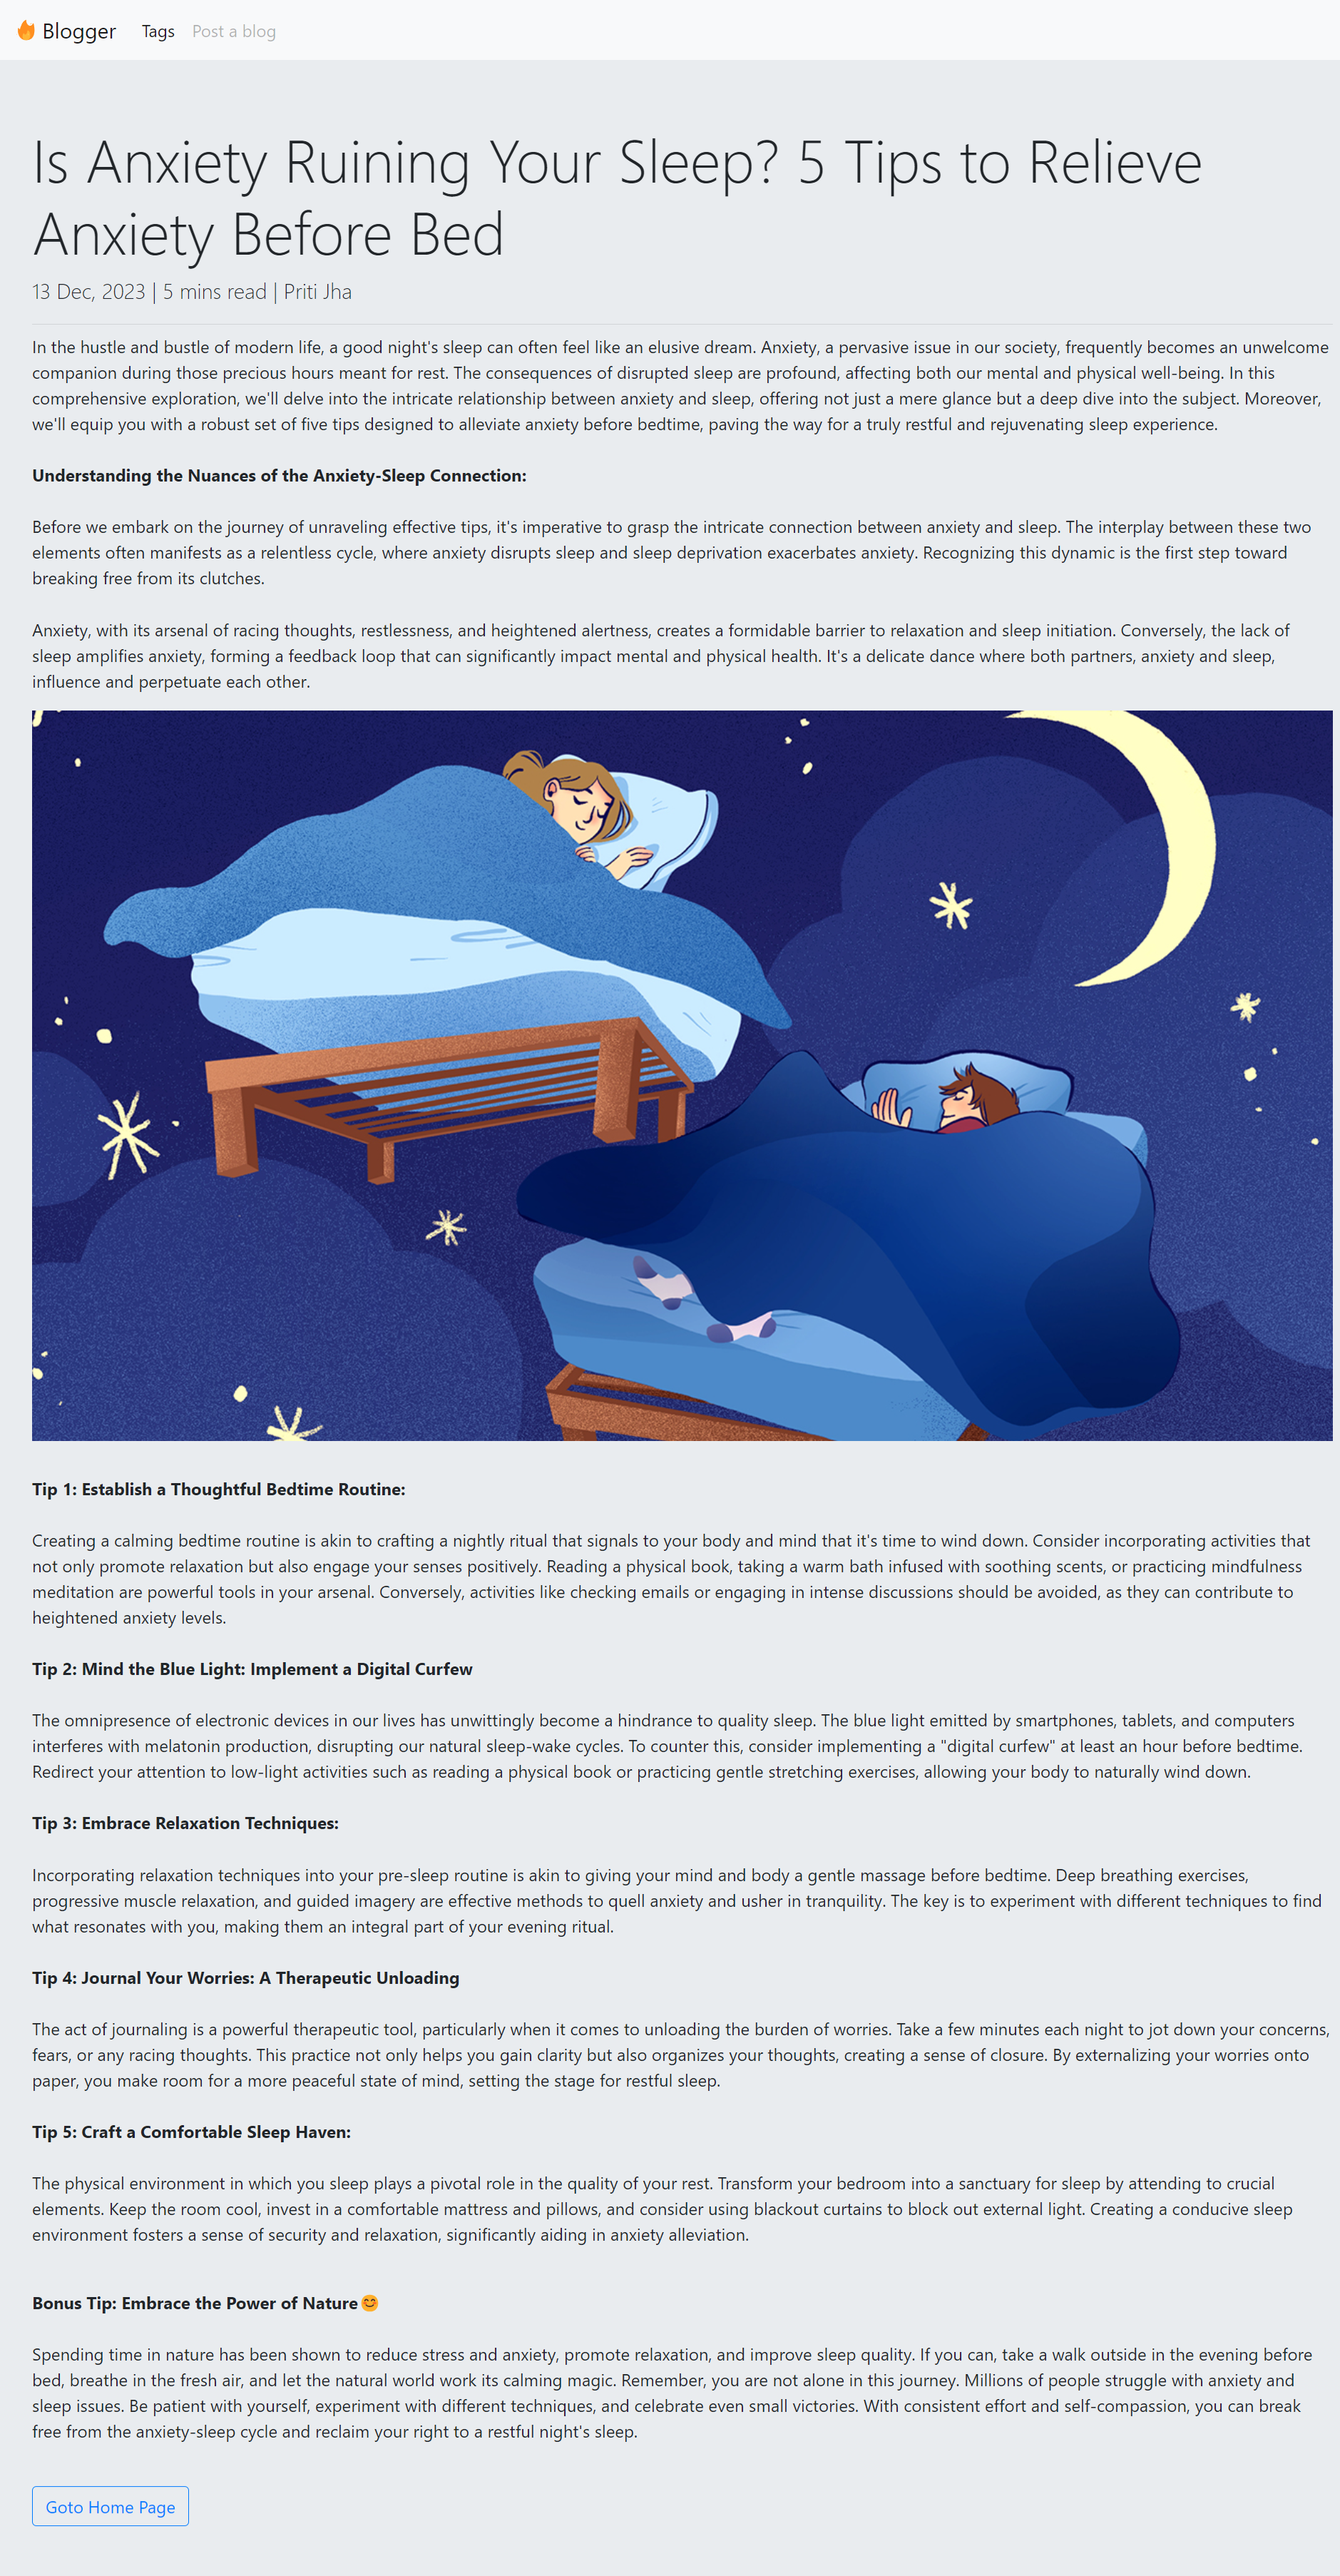 Blogger Tags Post a blog
Is Anxiety Ruining Your Sleep? 5 Tips to Relieve
Anxiety Before Bed
13 Dec, 2023 | 5 mins read | Priti Jha
In the hustle and bustle of modern life, a good night's sleep can often feel like an elusive dream. Anxiety, a pervasive issue in our society, frequently becomes an unwelcome
companion during those precious hours meant for rest. The consequences of disrupted sleep are profound, affecting both our mental and physical well-being. In this
comprehensive exploration, we'll delve into the intricate relationship between anxiety and sleep, offering not just a mere glance but a deep dive into the subject. Moreover,
we'll equip you with a robust set of five tips designed to alleviate anxiety before bedtime, paving the way for a truly restful and rejuvenating sleep experience.
Understanding the Nuances of the Anxiety-Sleep Connection:
Before we embark on the journey of unraveling effective tips, it's imperative to grasp the intricate connection between anxiety and sleep. The interplay between these two
elements often manifests as a relentless cycle, where anxiety disrupts sleep and sleep deprivation exacerbates anxiety. Recognizing this dynamic is the first step toward
breaking free from its clutches.
Anxiety, with its arsenal of racing thoughts, restlessness, and heightened alertness, creates a formidable barrier to relaxation and sleep initiation. Conversely, the lack of
sleep amplifies anxiety, forming a feedback loop that can significantly impact mental and physical health. It's a delicate dance where both partners, anxiety and sleep,
influence and perpetuate each other.
Tip 1: Establish a Thoughtful Bedtime Routine:
Creating a calming bedtime routine is akin to crafting a nightly ritual that signals to your body and mind that it's time to wind down. Consider incorporating activities that
not only promote relaxation but also engage your senses positively. Reading a physical book, taking a warm bath infused with soothing scents, or practicing mindfulness
meditation are powerful tools in your arsenal. Conversely, activities like checking emails or engaging in intense discussions should be avoided, as they can contribute to
heightened anxiety levels.
Tip 2: Mind the Blue Light: Implement a Digital Curfew
The omnipresence of electronic devices in our lives has unwittingly become a hindrance to quality sleep. The blue light emitted by smartphones, tablets, and computers
interferes with melatonin production, disrupting our natural sleep-wake cycles. To counter this, consider implementing a "digital curfew" at least an hour before bedtime.
Redirect your attention to low-light activities such as reading a physical book or practicing gentle stretching exercises, allowing your body to naturally wind down.
Tip 3: Embrace Relaxation Techniques:
Incorporating relaxation techniques into your pre-sleep routine is akin to giving your mind and body a gentle massage before bedtime. Deep breathing exercises,
progressive muscle relaxation, and guided imagery are effective methods to quell anxiety and usher in tranquility. The key is to experiment with different techniques to find
what resonates with you, making them an integral part of your evening ritual.
Tip 4: Journal Your Worries: A Therapeutic Unloading
The act of journaling is a powerful therapeutic tool, particularly when it comes to unloading the burden of worries. Take a few minutes each night to jot down your concerns,
fears, or any racing thoughts. This practice not only helps you gain clarity but also organizes your thoughts, creating a sense of closure. By externalizing your worries onto
paper, you make room for a more peaceful state of mind, setting the stage for restful sleep.
Tip 5: Craft a Comfortable Sleep Haven:
The physical environment in which you sleep plays a pivotal role in the quality of your rest. Transform your bedroom into a sanctuary for sleep by attending to crucial
elements. Keep the room cool, invest in a comfortable mattress and pillows, and consider using blackout curtains to block out external light. Creating a conducive sleep
environment fosters a sense of security and relaxation, significantly aiding in anxiety alleviation.
Bonus Tip: Embrace the Power of Nature😊
Spending time in nature has been shown to reduce stress and anxiety, promote relaxation, and improve sleep quality. If you can, take a walk outside in the evening before
bed, breathe in the fresh air, and let the natural world work its calming magic. Remember, you are not alone in this journey. Millions of people struggle with anxiety and
sleep issues. Be patient with yourself, experiment with different techniques, and celebrate even small victories. With consistent effort and self-compassion, you can break
free from the anxiety-sleep cycle and reclaim your right to a restful night's sleep.
Goto Home Page